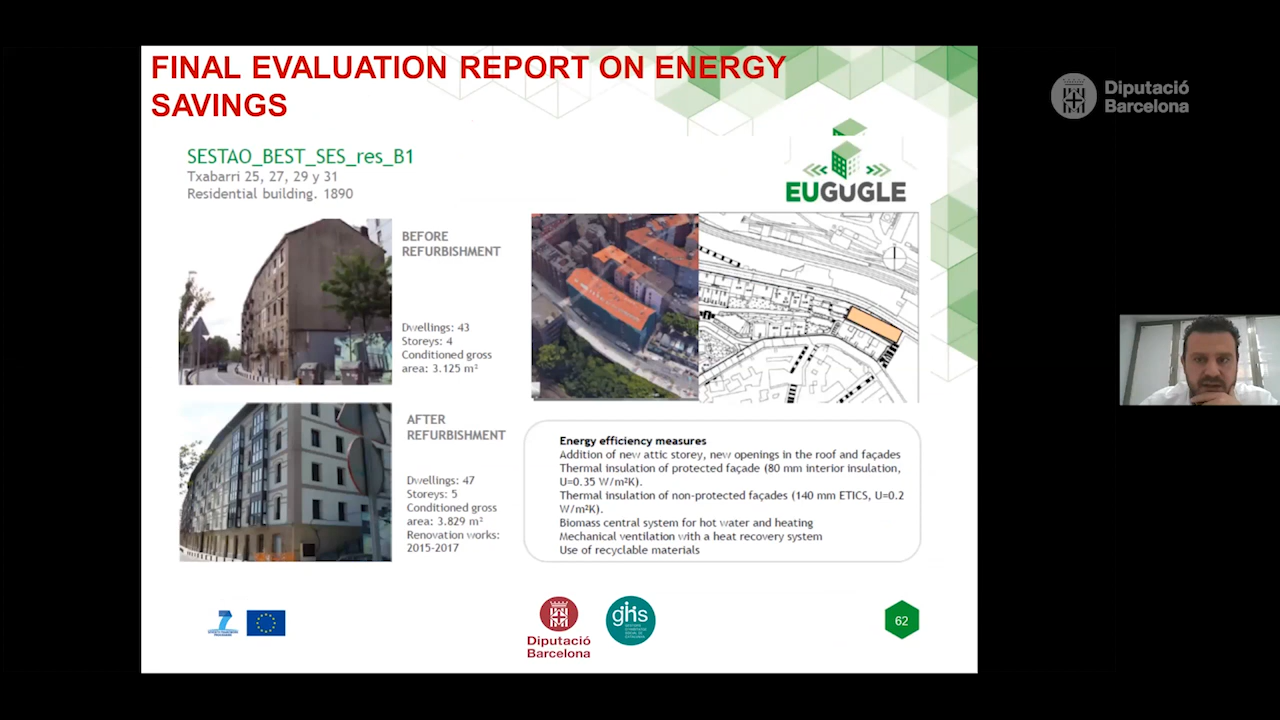 FINAL EVALUATION REPORT ON ENERGY
SAVINGS
Diputació
Barcelona
SESTAO_BEST_SES_res_B1
Txabarri 25, 27, 29 y 31
Residential building. 1890
EUGUGLE
BEFORE
REFURBISHMENT
Dwellings: 43
Storeys: 4
Conditioned gross
area: 3.125 m²
AFTER
REFURBISHMENT
Dwellings: 47
Storeys: 5
Conditioned gross
area: 3.829 m²
Renovation works:
2015-2017
Energy efficiency measures
Addition of new attic storey, new openings in the roof and façades
Thermal insulation of protected façade (80 mm interior insulation,
U=0.35 W/m²K).
Thermal insulation of non-protected façades (140 mm ETICS, U=0.2
W/m²K).
Biomass central system for hot water and heating
Mechanical ventilation with a heat recovery system
Use of recyclable materials
7
Diputació
Barcelona
ghs
62